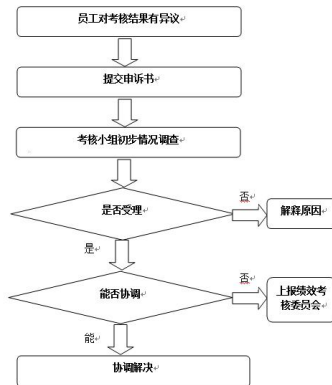 员工对考核结果有异议
提交申诉书
考核小组初步情况调查
是否受理
否
解释原因
是
能否协调
否
上报绩效考
核委员会
能
协调解决